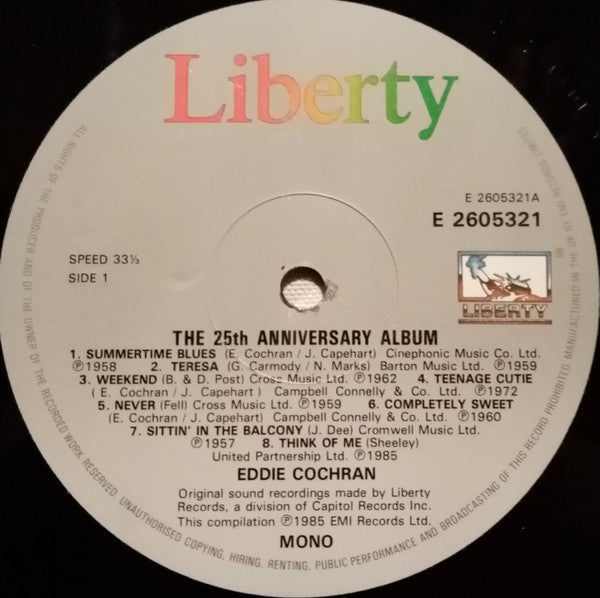 Liberty
E 2605321A
E 2605321
SPEED 33⅓
SIDE 1
LIBERTY
THE 25th ANNIVERSARY ALBUM
1. SUMMERTIME BLUES (E. Cochran / J. Capehart) Cinephonic Music Co. Ltd.
℗1958 2. TERESA (G. Carmody / N. Marks) Barton Music Ltd. ℗1959
3. WEEKEND (B. & D. Post) Cross Music Ltd. ℗1962 4. TEENAGE CUTIE
( E. Cochran / J. Capehart ) Campbell Connelly & Co. Ltd. ℗1972
5. NEVER (Fell) Cross Music Ltd. ℗1959 6. COMPLETELY SWEET
(E. Cochran / J. Capehart) Campbell Connelly & Co. Ltd. ℗1960
7. SITTIN' IN THE BALCONY (J. Dee) Cromwell Music Ltd.
℗1957 8. THINK OF ME (Sheeley)
United Partnership Ltd. ℗1985
EDDIE COCHRAN
Original sound recordings made by Liberty
Records, a division of Capitol Records Inc.
This compilation ℗1985 EMI Records Ltd.
MONO
ALL RIGHTS OF THE PRODUCER AND OF THE OWNER OF THE RECORDED WORK RESERVED. UNAUTHORISED COPYING, HIRING, RENTING, PUBLIC PERFORMANCE AND BROADCASTING OF THIS RECORD PROHIBITED. MANUFACTURED IN THE UK BY EMI RECORDS LIMITED